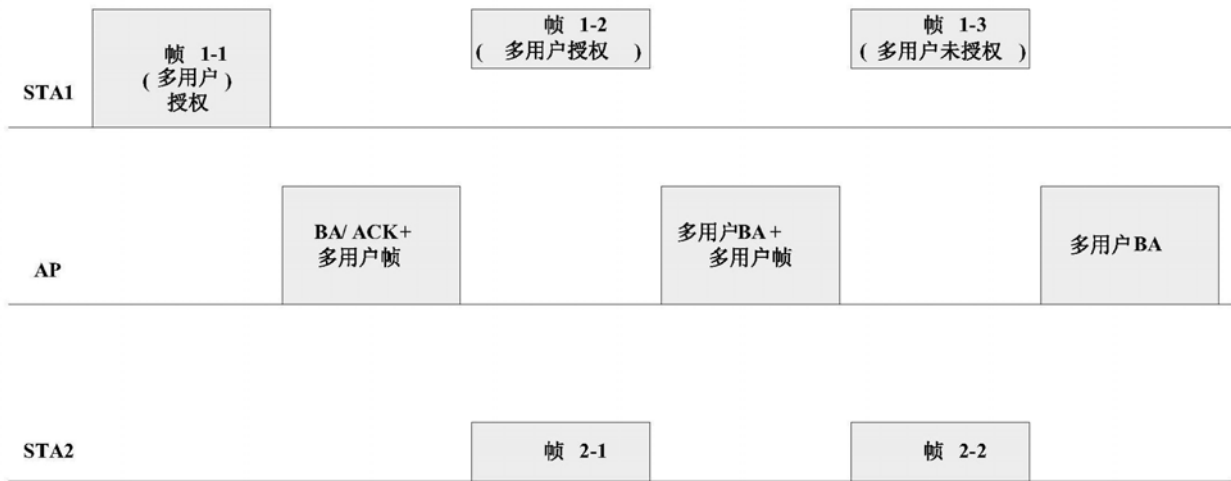 帧 1-1
( 多用户 )
授权
帧 1-2
( 多用户授权 )
帧 1-3
( 多用户未授权 )
STA1
BA/ ACK+
多用户帧
多用户BA +
多用户帧
多用户 BA
AP
STA2
帧 2-1
帧 2-2